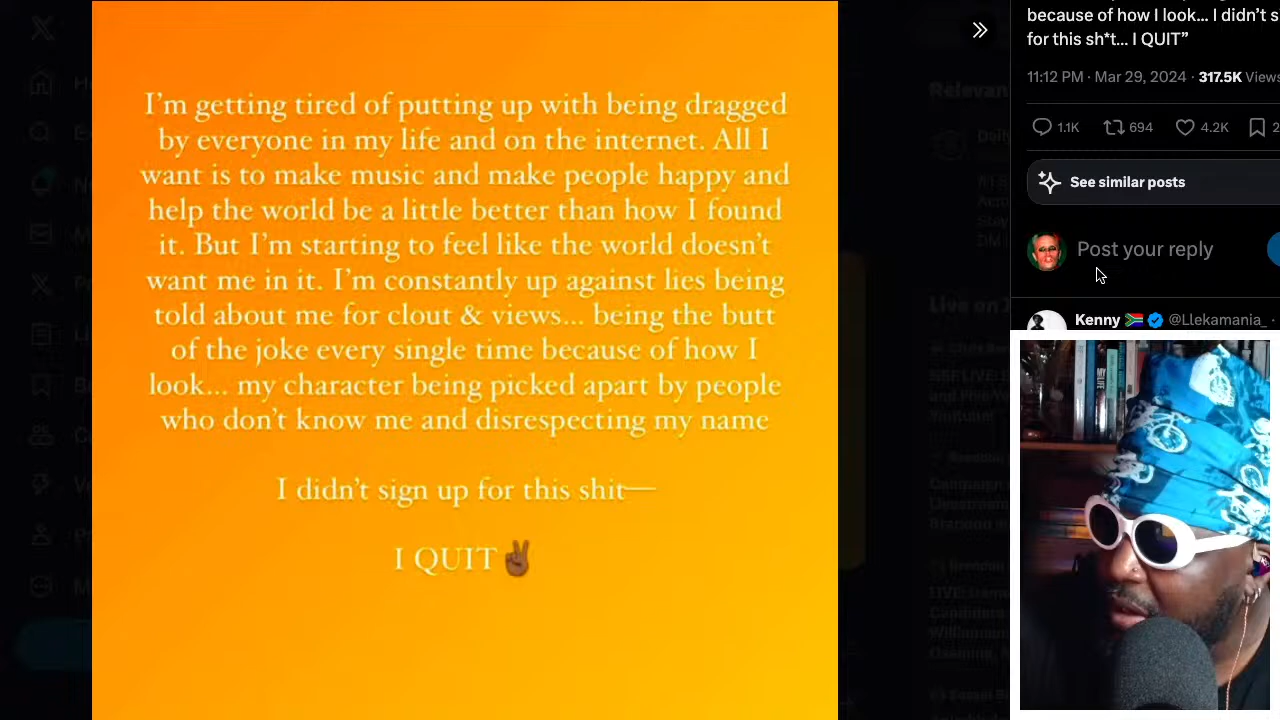 I'm getting tired of putting up with being dragged
by everyone in my life and on the internet. All I
want is to make music and make people happy and
help the world be a little better than how I found
it. But I'm starting to feel like the world doesn't
want me in it. I'm constantly up against lies being
told about me for clout & views... being the butt
of the joke every single time because of how I
look... my character being picked apart by people
who don't know me and disrespecting my name
I didn't sign up for this shit—
I QUIT ✌🏾
because of how I look... I didn't s
for this sh*t... I QUIT”
11:12 PM · Mar 29, 2024 · 317.5K Views
1.1K 694 4.2K 2
See similar posts
Post your reply
Kenny 🇿🇦 @Llekamania_ ·
Relevan
Live on X
MY LIFE